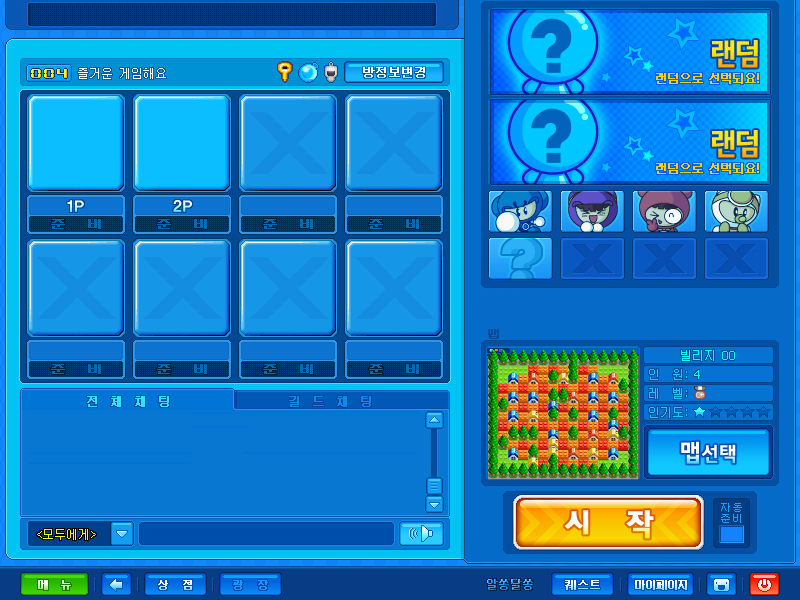 004 즐거운 게임해요
방정보변경
랜덤
랜덤으로 선택되요!
랜덤
랜덤으로 선택되요!
1P
2P
준 비
준 비
준 비
준 비
준 비
준 비
준 비
준 비
맵
빌리지 00
인 원: 4
레 벨:
인기도:
맵선택
전 체 채 팅
길 드 채 팅
<모두에게>
시 작
자동
준비
메 뉴
상 점
광 장
알쏭달쏭
퀘스트
마이페이지